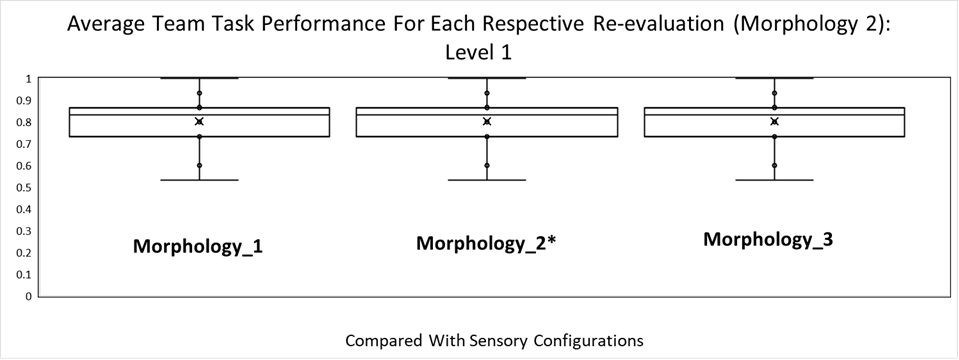 Average Team Task Performance For Each Respective Re-evaluation (Morphology 2):
Level 1
1
0.9
0.8
0.7
0.6
0.5
0.4
0.3
0.2
0.1
0
Morphology_1
Morphology_2*
Morphology_3
Compared With Sensory Configurations